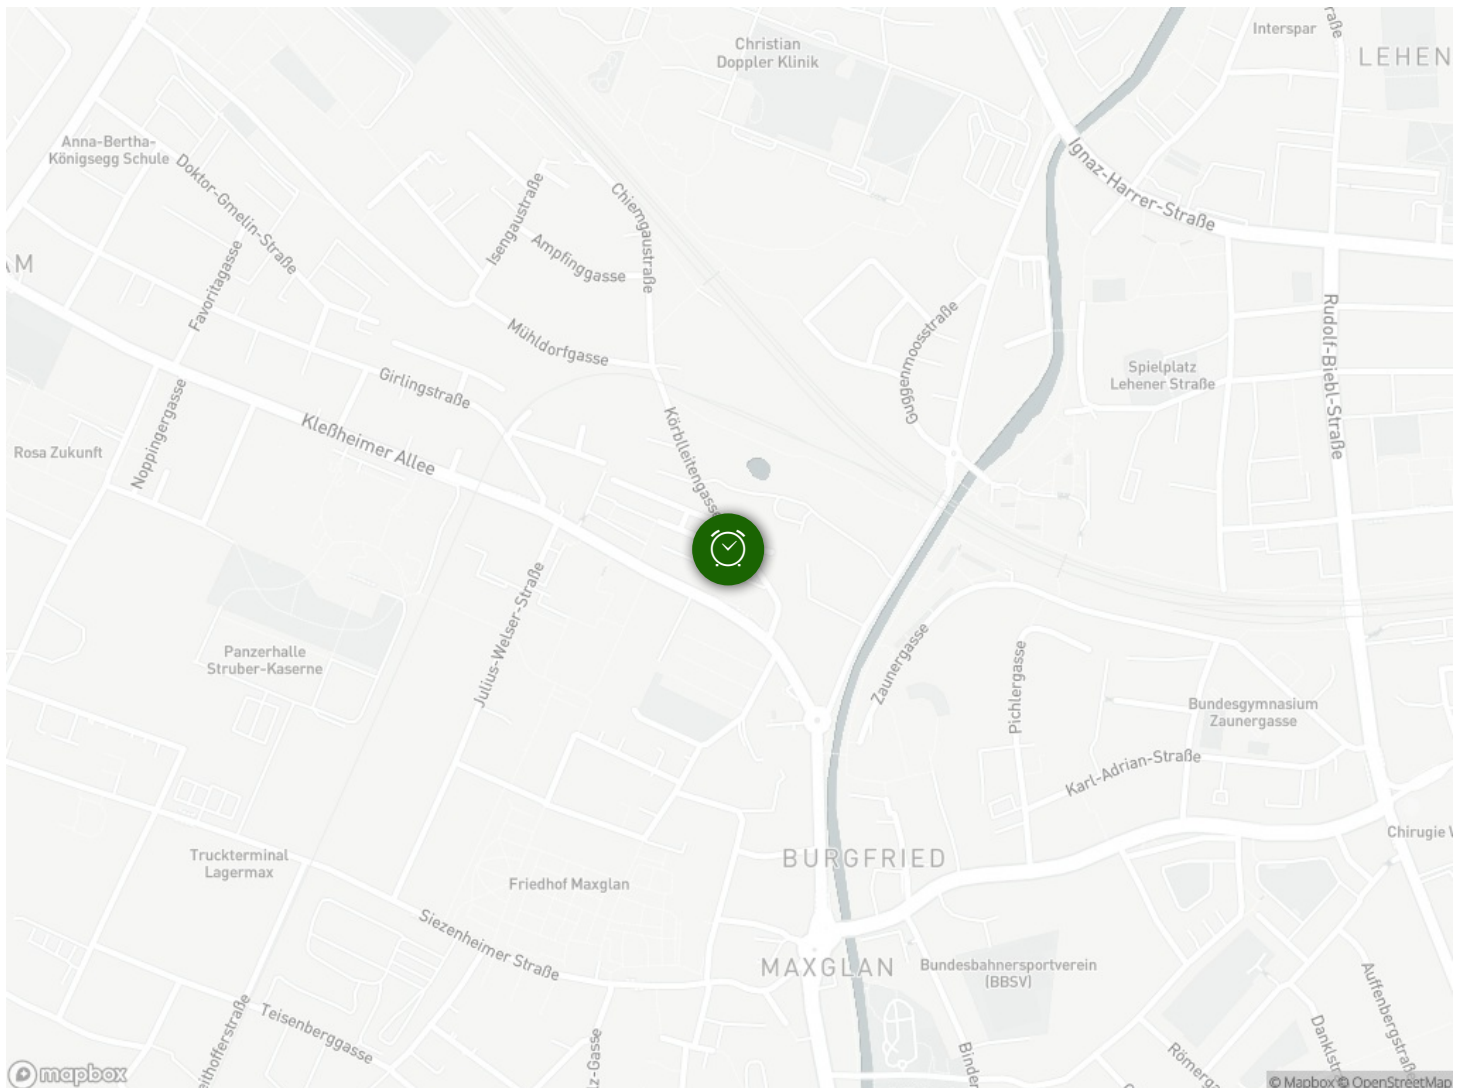 Christian
Doppler Klinik
Interspar
LEHEN
Anna-Bertha-
Königsegg Schule
Doktor-Gmelin-Straße
Isengaustraße
Chiemgaustraße
Ignaz-Harrer-Straße
Ampfinggasse
Favoritagasse
Mühldorfgasse
Guggenmoosstraße
Rudolf-Biebl-Straße
Spielplatz
Lehener Straße
Girlingstraße
Noppingergasse
Kleßheimer Allee
Körblleitengasse
Rosa Zukunft
Julius-Welser-Straße
Panzerhalle
Struber-Kaserne
Zaunergasse
Pichlergasse
Bundesgymnasium
Zaunergasse
Karl-Adrian-Straße
Truckterminal
Lagermax
BURGFRIED
Friedhof Maxglan
Siezenheimer Straße
MAXGLAN
Bundesbahnersportverein
(BBSV)
Teisenberggasse
mapbox
© Mapbox © OpenStreetMap